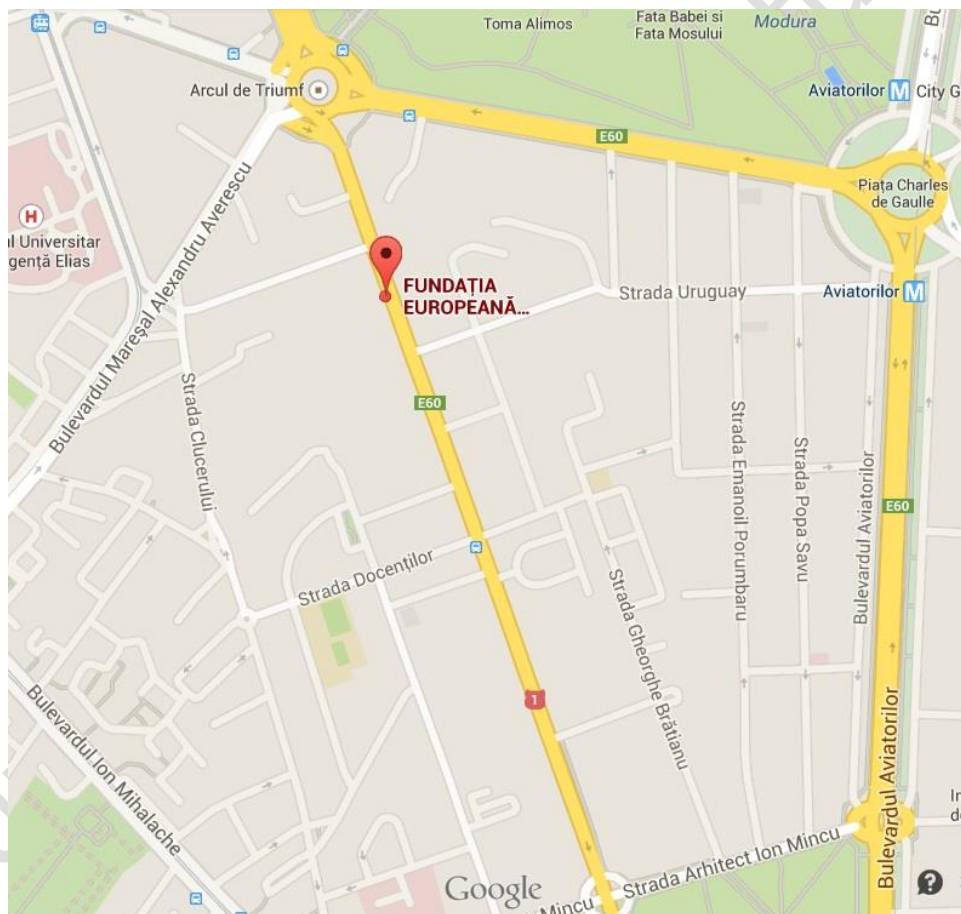 Toma Alimos
Fata Babei si
Fata Mosului
Modura
Arcul de Triumf
Aviatorilor
M
City G
E60
Piața Charles
de Gaulle
H
l Universitar
gență Elias
Bulevardul Mareșal Alexandru Averescu
FUNDAȚIA
EUROPEANĂ...
Strada Uruguay
Aviatorilor
M
E60
Strada Clucerului
Strada Emanoil Porumbaru
Strada Popa Savu
Bulevardul Aviatorilor
E60
Strada Docenților
Strada Gheorghe Brătianu
1
Bulevardul Ion Mihalache
Bulevardul Aviatorilor
Strada Arhitect Ion Mincu
Mincu
Google
?